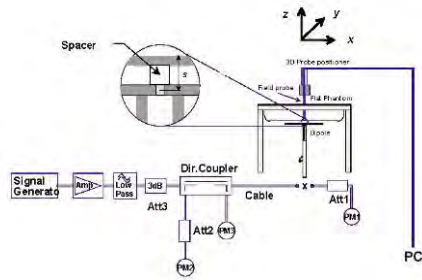 z
y
x
3D Probe positioner
Field probe
Flat Phantom
Dipole
Spacer
s
Signal
Generato
Amp
Low
Pass
3dB
Att3
Dir.Coupler
Cable
x
Att1
PM1
Att2
PM3
PM2
PC